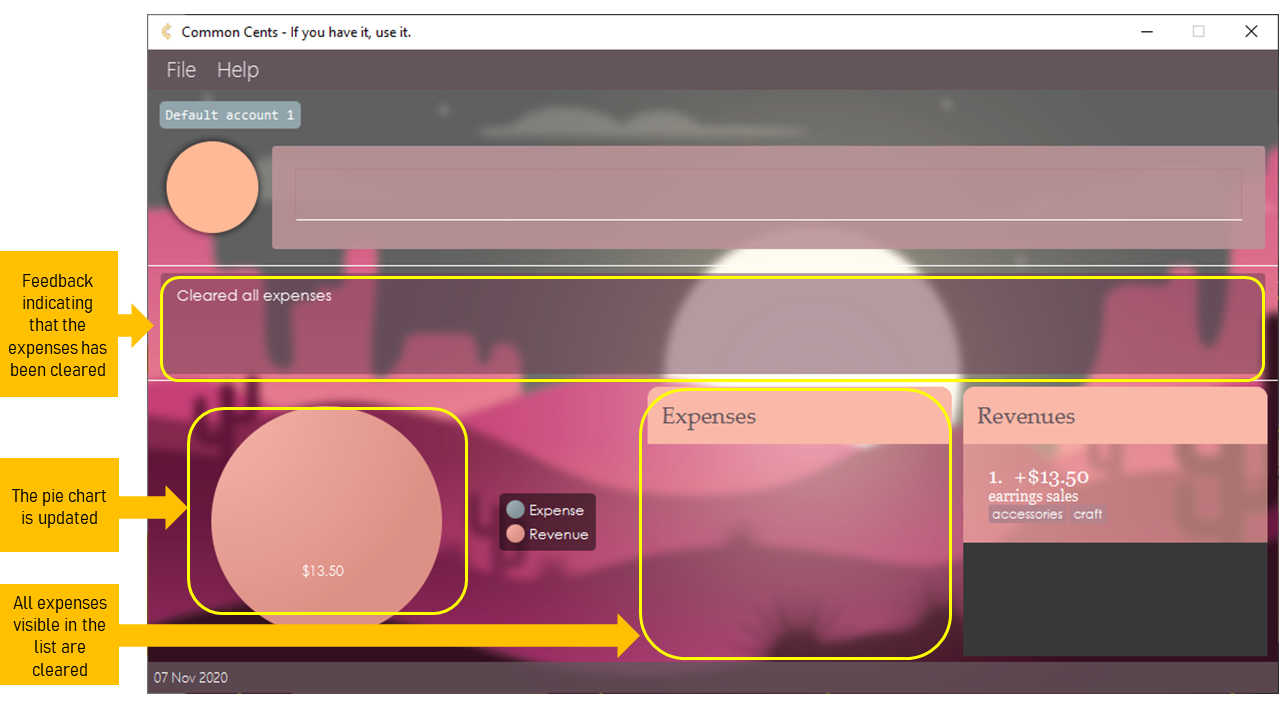 Common Cents - If you have it, use it.
File Help
Default account 1
Feedback
indicating
that the
expenses has
been cleared
Cleared all expenses
The pie chart
is updated
$13.50
Expense
Revenue
All expenses
visible in the
list are
cleared
Expenses
Revenues
1. +$13.50
earrings sales
accessories craft
07 Nov 2020